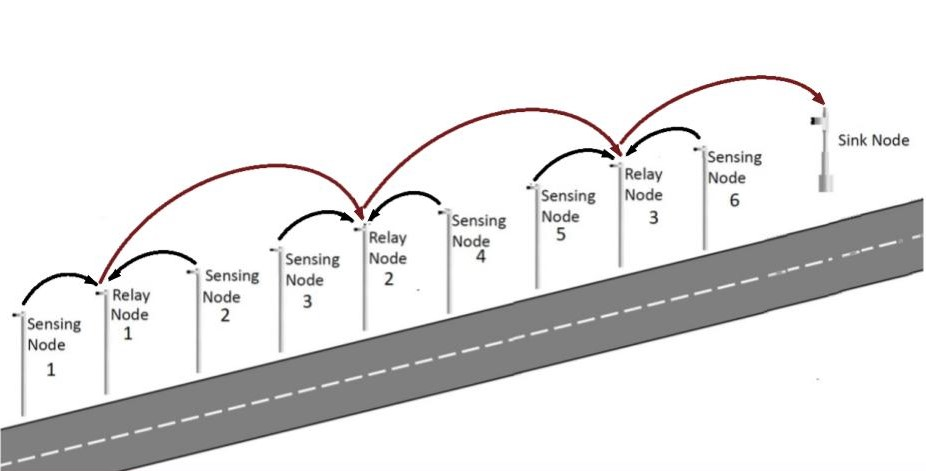 Sensing
Node
1
Relay
Node
1
Sensing
Node
2
Sensing
Node
3
Relay
Node
2
Sensing
Node
4
Sensing
Node
5
Relay
Node
3
Sensing
Node
6
Sink Node